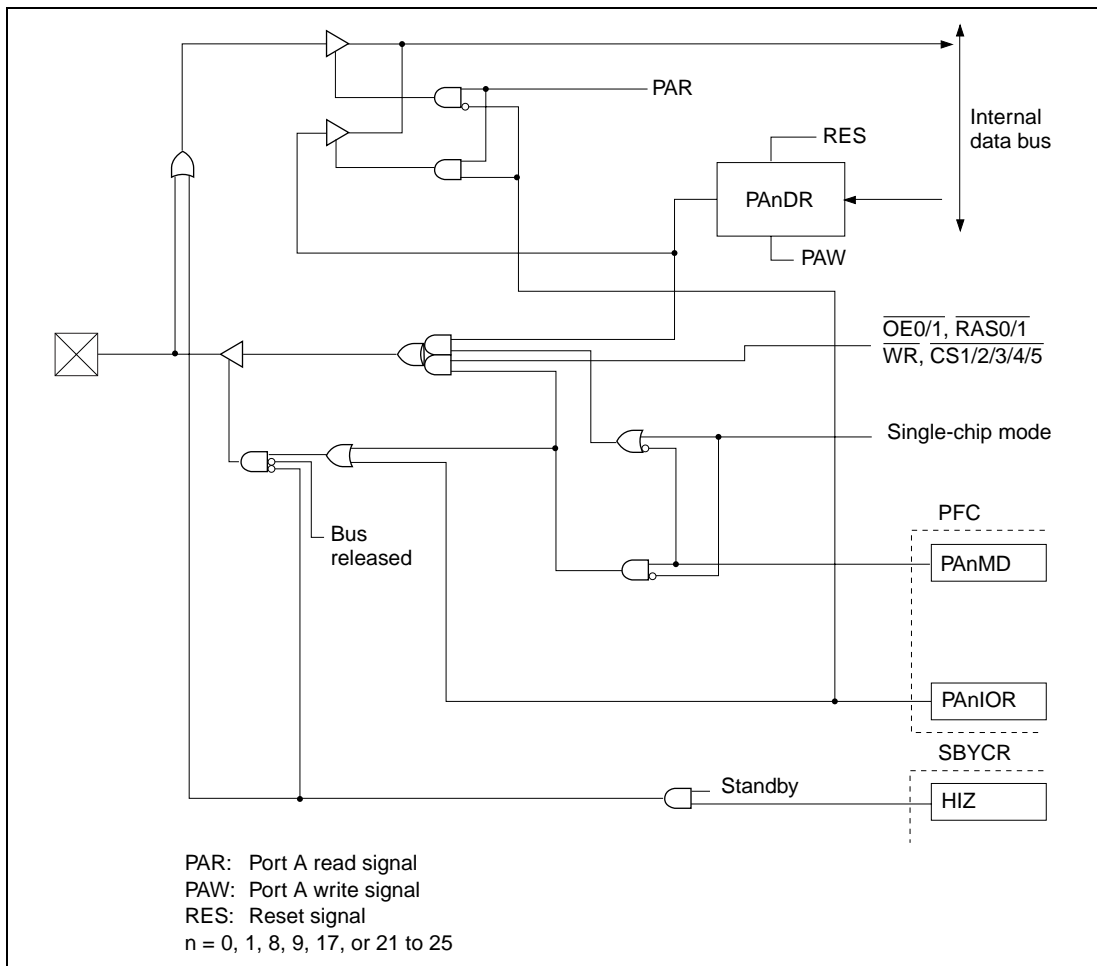 PAR
Internal
data bus
RES
PAnDR
PAW
OE0/1, RAS0/1
WR, CS1/2/3/4/5
Single-chip mode
Bus
released
PFC
PAnMD
PAnIOR
SBYCR
Standby
HIZ
PAR: Port A read signal
PAW: Port A write signal
RES: Reset signal
n = 0, 1, 8, 9, 17, or 21 to 25